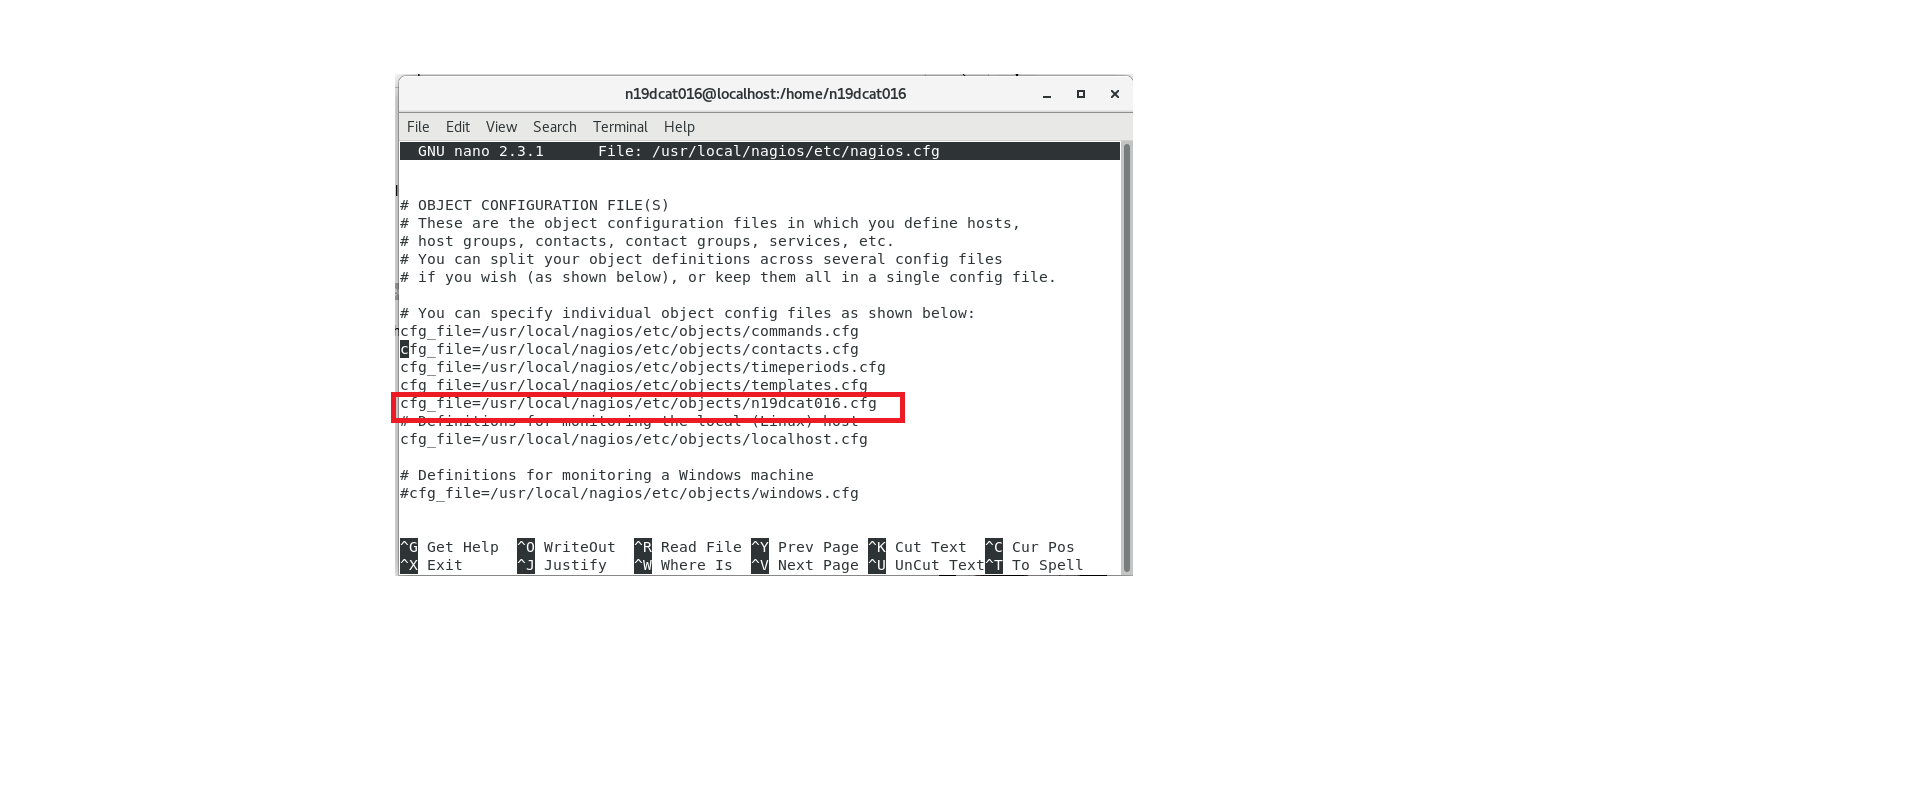 n19dcat016@localhost:/home/n19dcat016
File Edit View Search Terminal Help
GNU nano 2.3.1 File: /usr/local/nagios/etc/nagios.cfg
# OBJECT CONFIGURATION FILE(S)
# These are the object configuration files in which you define hosts,
# host groups, contacts, contact groups, services, etc.
# You can split your object definitions across several config files
# if you wish (as shown below), or keep them all in a single config file.
# You can specify individual object config files as shown below:
cfg_file=/usr/local/nagios/etc/objects/commands.cfg
cfg_file=/usr/local/nagios/etc/objects/contacts.cfg
cfg_file=/usr/local/nagios/etc/objects/timeperiods.cfg
cfg_file=/usr/local/nagios/etc/objects/templates.cfg
cfg_file=/usr/local/nagios/etc/objects/n19dcat016.cfg
# Definitions for monitoring the local (Linux) host
cfg_file=/usr/local/nagios/etc/objects/localhost.cfg
# Definitions for monitoring a Windows machine
#cfg_file=/usr/local/nagios/etc/objects/windows.cfg
^G Get Help ^O WriteOut ^R Read File ^Y Prev Page ^K Cut Text ^C Cur Pos
^X Exit ^J Justify ^W Where Is ^V Next Page ^U UnCut Text ^T To Spell